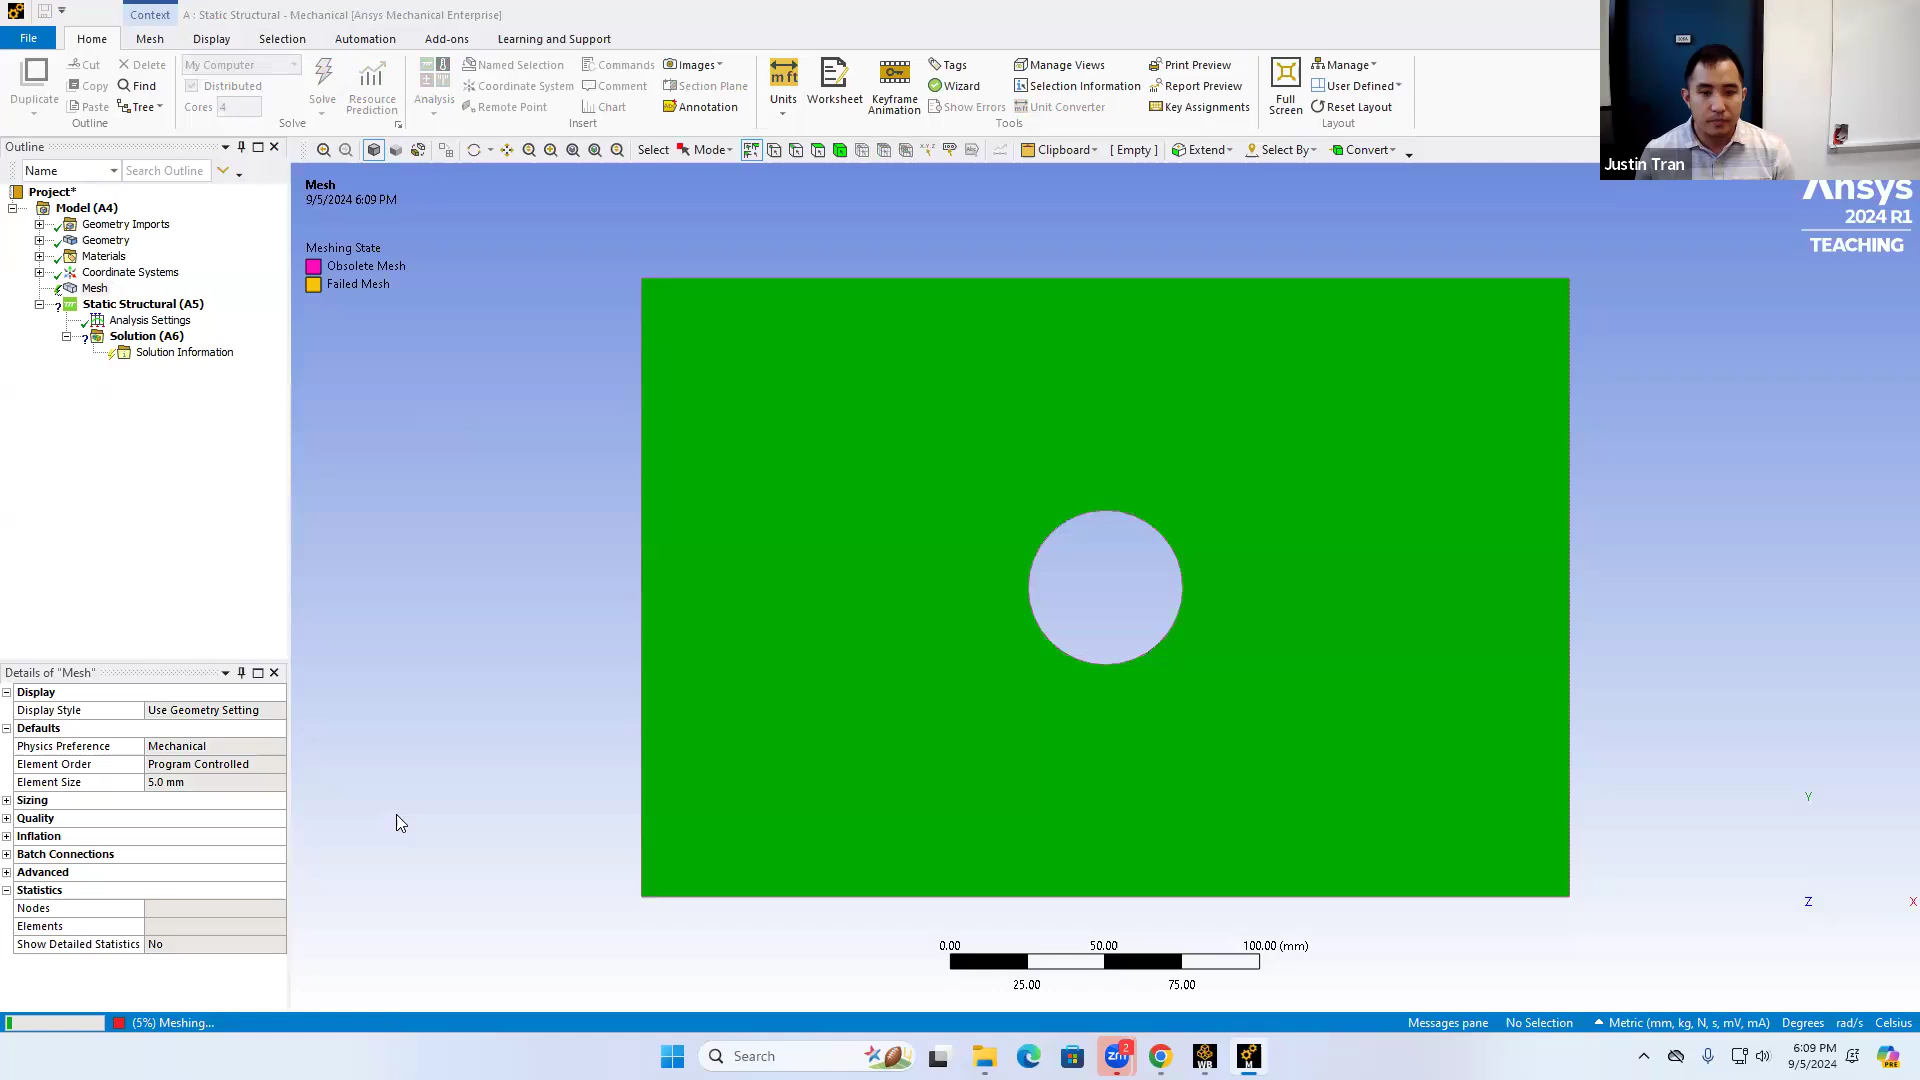 Context
A : Static Structural - Mechanical [Ansys Mechanical Enterprise]
File Home Mesh Display Selection Automation Add-ons Learning and Support
Duplicate
Cut
Copy
Paste
Delete
Find
Tree
Outline
My Computer
Distributed
Cores 4
Solve
Resource
Prediction
Solve
Analysis
Named Selection
Coordinate System
Remote Point
Commands
Comment
Chart
Images
Section Plane
Annotation
Insert
mft
Units
Worksheet
Keyframe
Animation
Tags
Wizard
Show Errors
Manage Views
Selection Information
Unit Converter
Print Preview
Report Preview
Key Assignments
Tools
Full
Screen
Manage
User Defined
Reset Layout
Layout
Justin Tran
Outline
Name
Search Outline
Select Mode Clipboard [ Empty ] Extend Select By Convert
Project*
Model (A4)
Geometry Imports
Geometry
Materials
Coordinate Systems
Mesh
Static Structural (A5)
Analysis Settings
Solution (A6)
Solution Information
Mesh
9/5/2024 6:09 PM
Meshing State
Obsolete Mesh
Failed Mesh
Ansys
2024 R1
TEACHING
Details of "Mesh"
Display
Display Style Use Geometry Setting
Defaults
Physics Preference Mechanical
Element Order Program Controlled
Element Size 5.0 mm
Sizing
Quality
Inflation
Batch Connections
Advanced
Statistics
Nodes
Elements
Show Detailed Statistics No
Y
Z X
0.00 50.00 100.00 (mm)
25.00 75.00
(5%) Meshing... Messages pane No Selection Metric (mm, kg, N, s, mV, mA) Degrees rad/s Celsius
Search
zm
2
WB
M
6:09 PM
9/5/2024
PRE